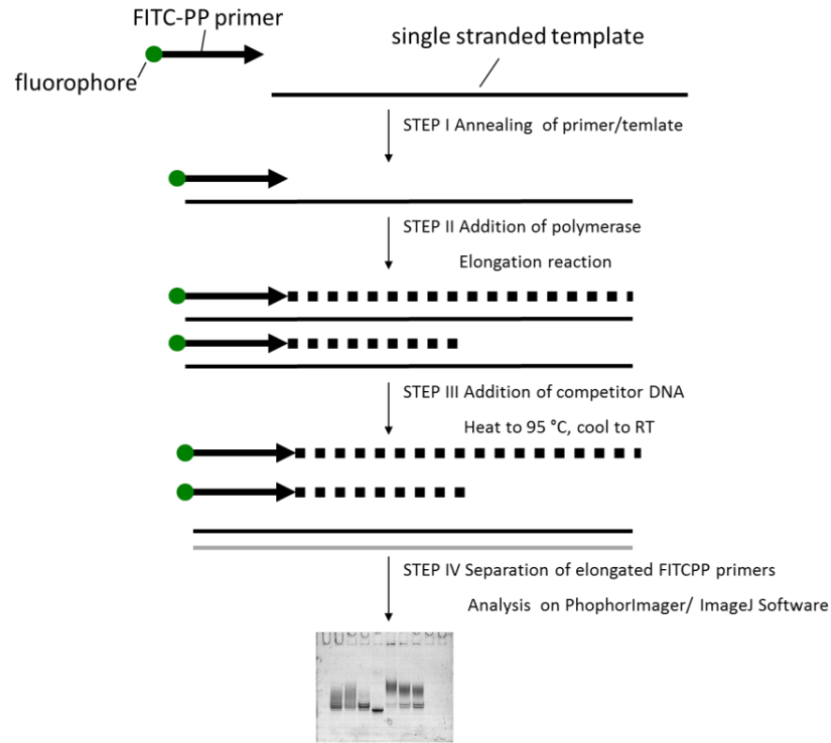 FITC-PP primer
single stranded template
fluorophore
STEP I Annealing of primer/temlate
STEP II Addition of polymerase
Elongation reaction
STEP III Addition of competitor DNA
Heat to 95 °C, cool to RT
STEP IV Separation of elongated FITCPP primers
Analysis on PhophorImager/ ImageJ Software